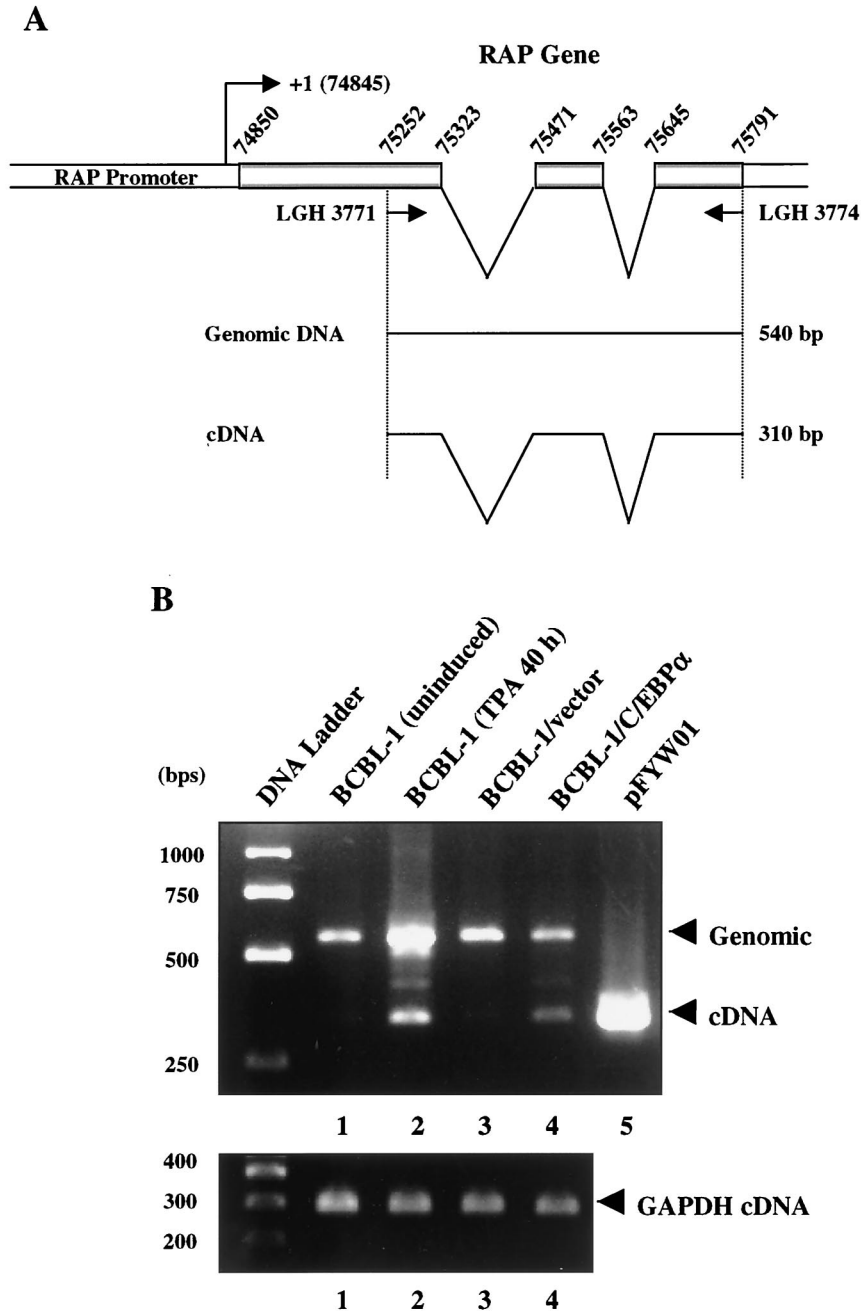 A
RAP Gene
+1 (74845)
74850
75252
75323
75471
75563
75645
75791
RAP Promoter
LGH 3771
LGH 3774
Genomic DNA
540 bp
cDNA
310 bp
B
(bps)
DNA Ladder
BCBL-1 (uninduced)
BCBL-1 (TPA 40 h)
BCBL-1/vector
BCBL-1/C/EBPα
pFYW01
1000
750
500
250
Genomic
cDNA
1 2 3 4 5
400
300
200
GAPDH cDNA
1 2 3 4